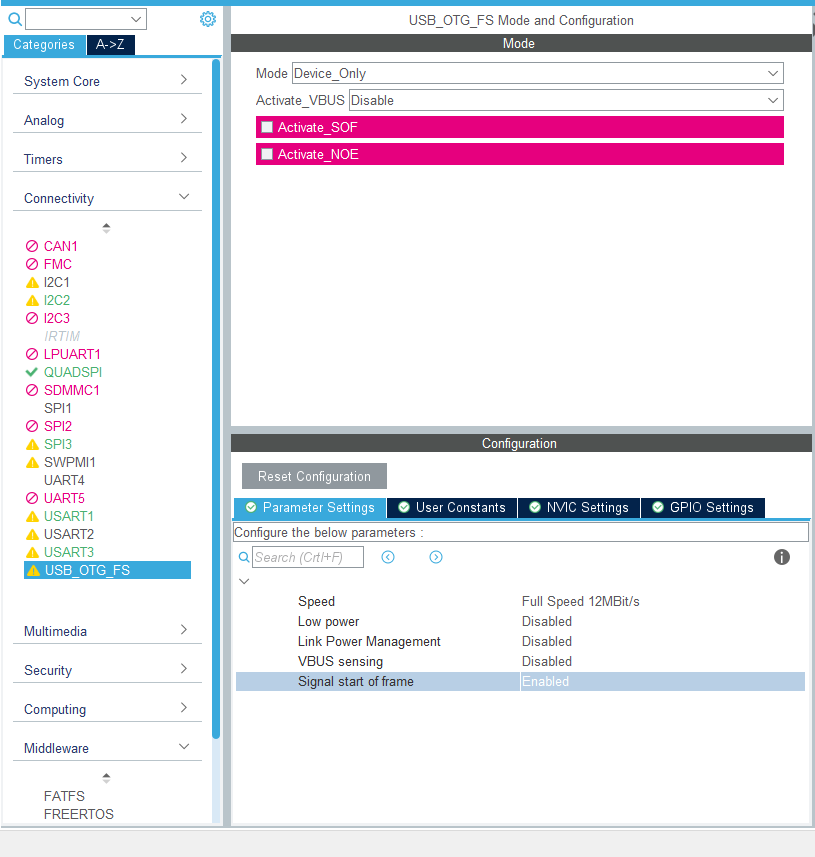 Categories A->Z
System Core
Analog
Timers
Connectivity
CAN1
FMC
I2C1
I2C2
I2C3
IRTIM
LPUART1
QUADSPI
SDMMC1
SPI1
SPI2
SPI3
SWPMI1
UART4
UART5
USART1
USART2
USART3
USB_OTG_FS
Multimedia
Security
Computing
Middleware
FATFS
FREERTOS
USB_OTG_FS Mode and Configuration
Mode
Mode Device_Only
Activate_VBUS Disable
Activate_SOF
Activate_NOE
Configuration
Reset Configuration
Parameter Settings User Constants NVIC Settings GPIO Settings
Configure the below parameters :
Search (Crtl+F)
Speed Full Speed 12MBit/s
Low power Disabled
Link Power Management Disabled
VBUS sensing Disabled
Signal start of frame Enabled